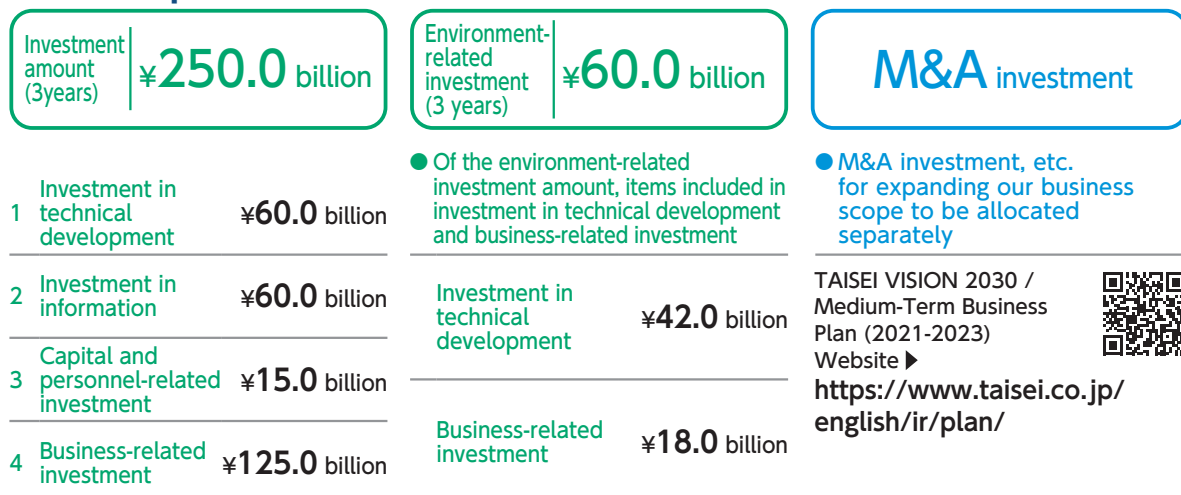 Investment
amount
(3years)
¥250.0 billion
1 Investment in
technical
development
¥60.0 billion
2 Investment in
information
¥60.0 billion
3 Capital and
personnel-related
investment
¥15.0 billion
4 Business-related
investment
¥125.0 billion
Environment-
related
investment
(3 years)
¥60.0 billion
● Of the environment-related
investment amount, items included in
investment in technical development
and business-related investment
Investment in
technical
development
¥42.0 billion
Business-related
investment
¥18.0 billion
M&A investment
● M&A investment, etc.
for expanding our business
scope to be allocated
separately
TAISEI VISION 2030 /
Medium-Term Business
Plan (2021-2023)
Website ▶
https://www.taisei.co.jp/
english/ir/plan/